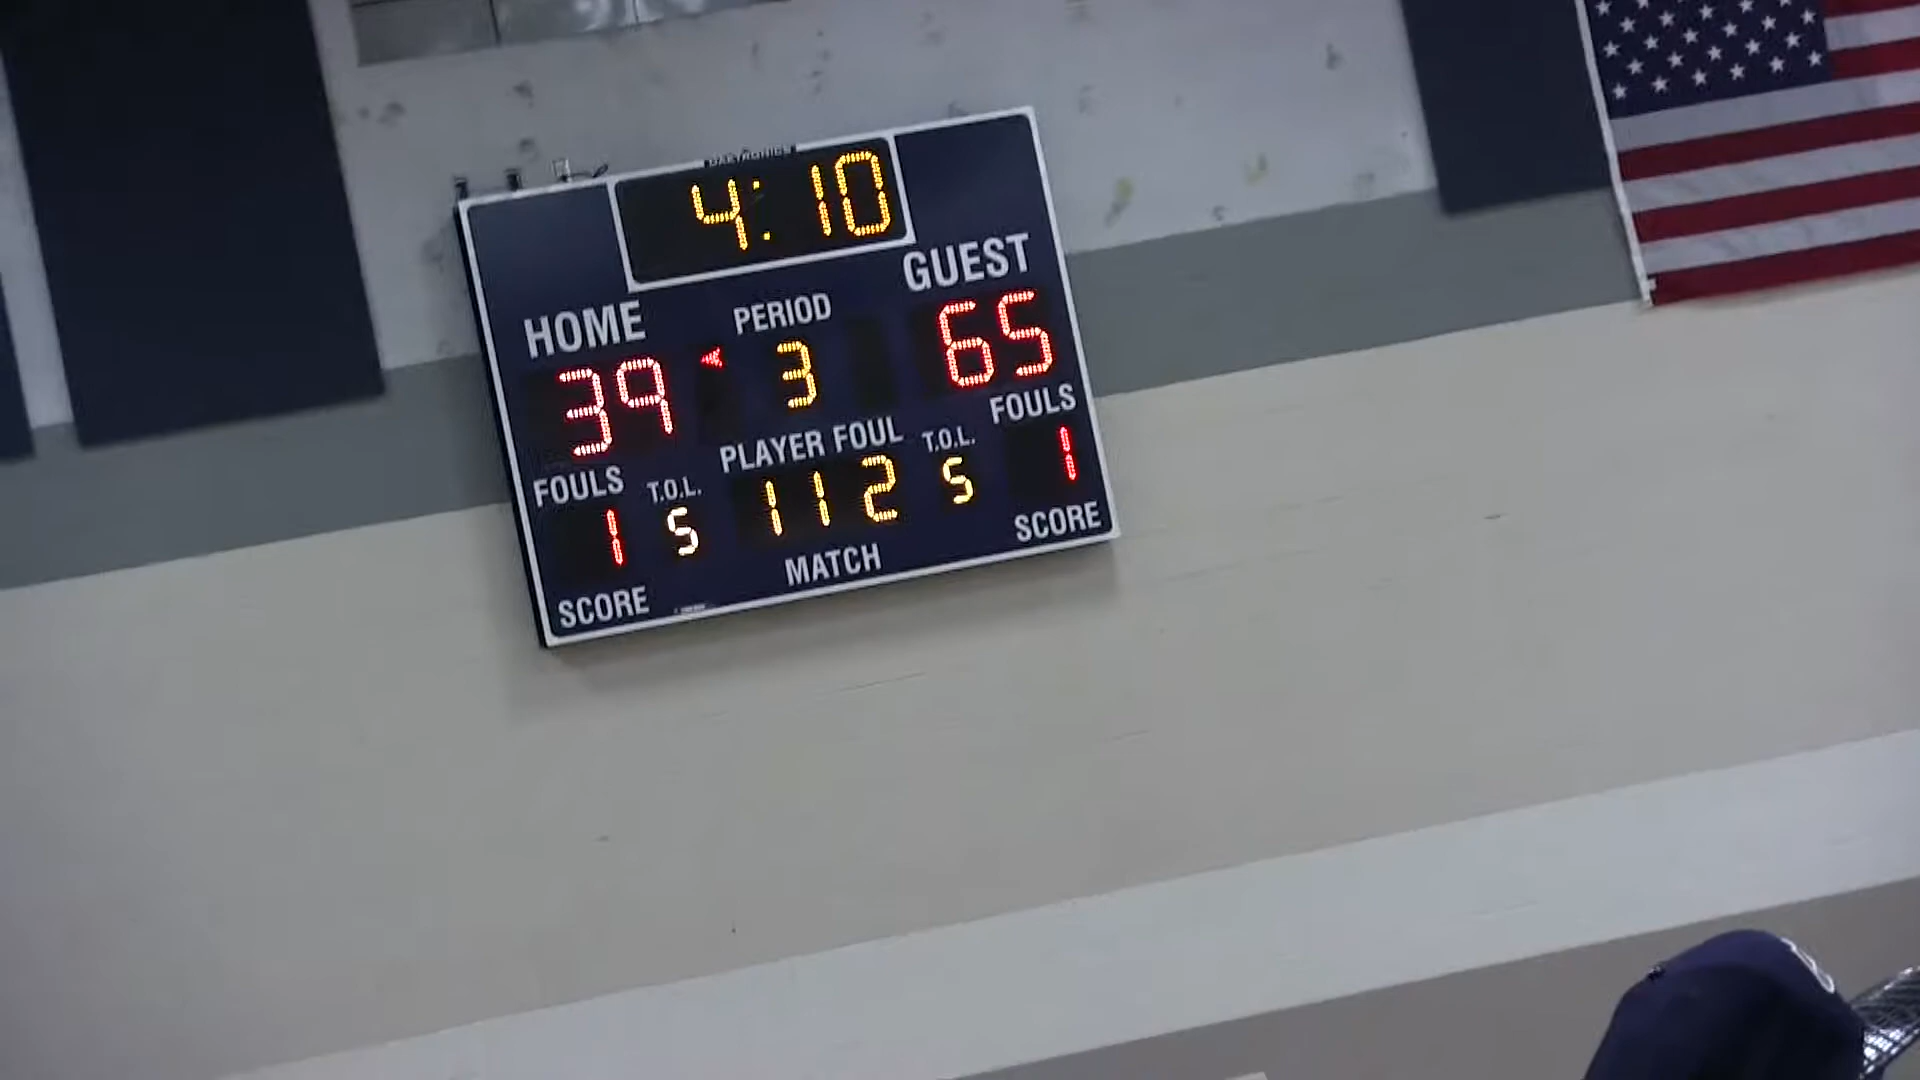 DAKTRONICS
4:10
HOME PERIOD GUEST
39 3 65
FOULS T.O.L. PLAYER FOUL T.O.L. FOULS
1 5 11 2 5 1
SCORE MATCH SCORE